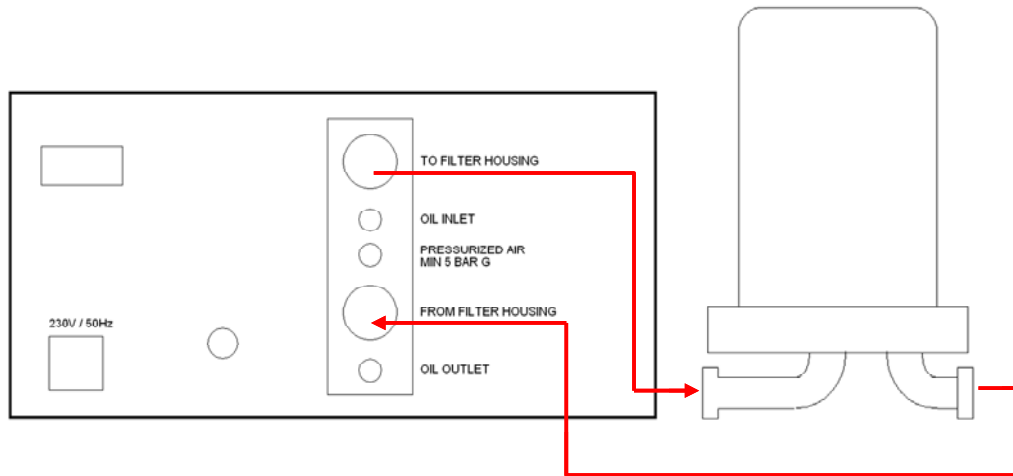 TO FILTER HOUSING
OIL INLET
PRESSURIZED AIR
MIN 5 BAR G
FROM FILTER HOUSING
230V / 50Hz
OIL OUTLET